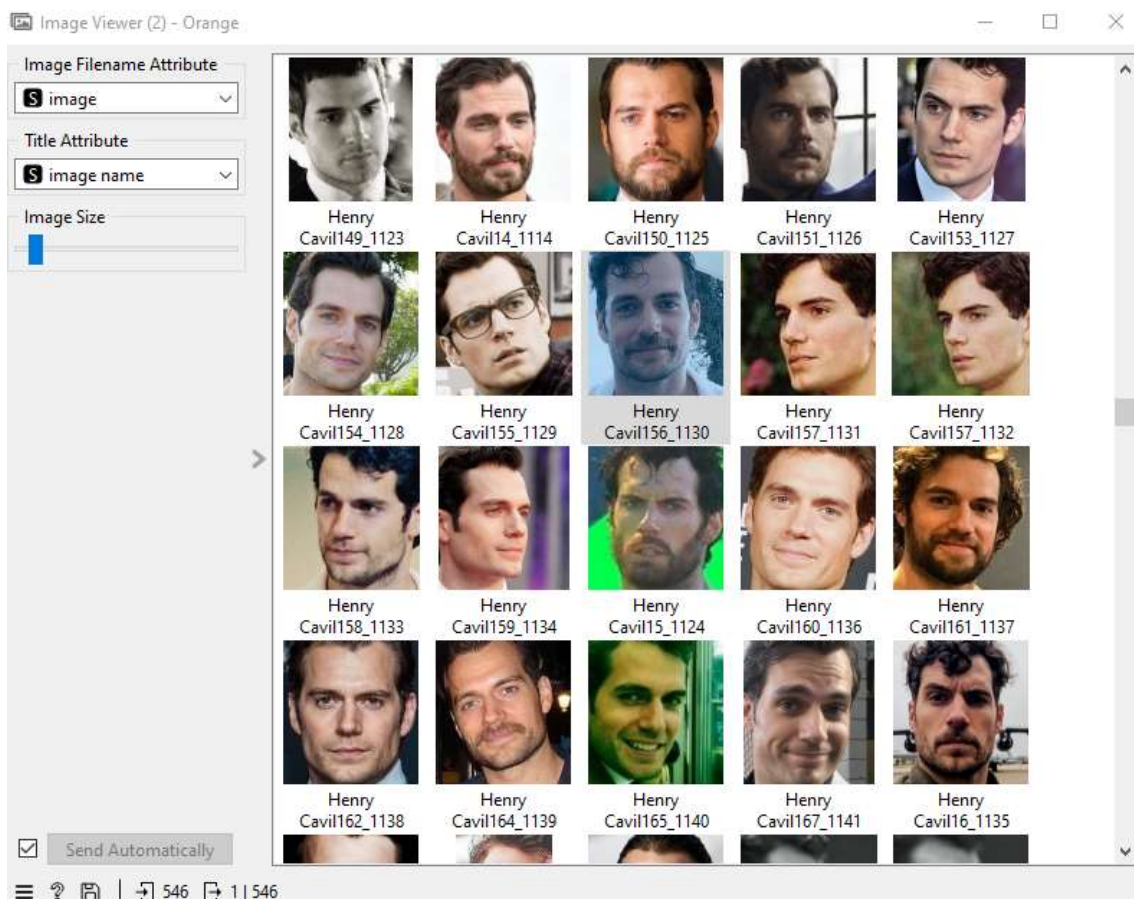 Image Viewer (2) - Orange
Image Filename Attribute
S image
Title Attribute
S image name
Image Size
Henry
Cavil149_1123
Henry
Cavil14_1114
Henry
Cavil150_1125
Henry
Cavil151_1126
Henry
Cavil153_1127
Henry
Cavil154_1128
Henry
Cavil155_1129
Henry
Cavil156_1130
Henry
Cavil157_1131
Henry
Cavil157_1132
Henry
Cavil158_1133
Henry
Cavil159_1134
Henry
Cavil15_1124
Henry
Cavil160_1136
Henry
Cavil161_1137
Henry
Cavil162_1138
Henry
Cavil164_1139
Henry
Cavil165_1140
Henry
Cavil167_1141
Henry
Cavil16_1135
Send Automatically
? 546 1 | 546